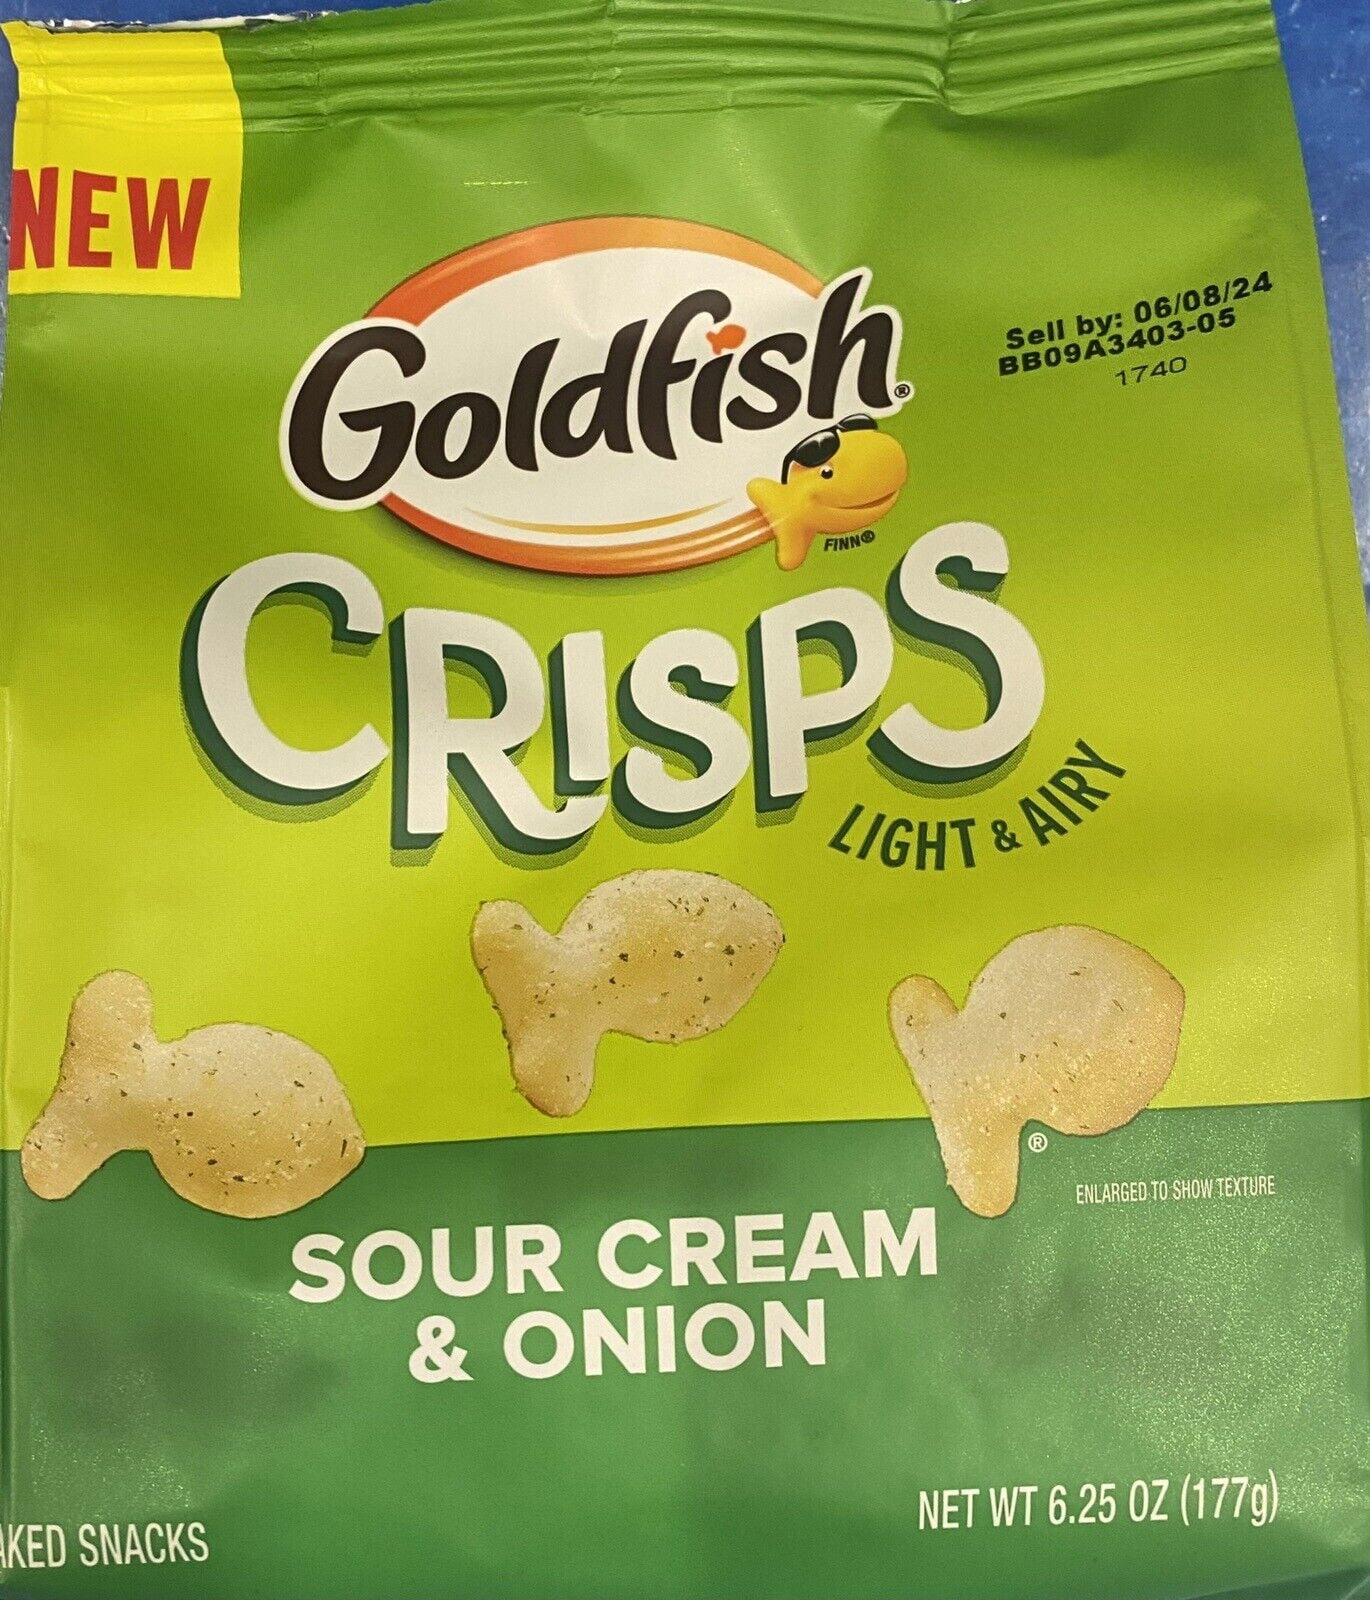 NEW
Goldfish®
Sell by: 06/08/24
BB09A3403-05
1740
FINN®
CRISPS
LIGHT & AIRY
®
ENLARGED TO SHOW TEXTURE
SOUR CREAM
& ONION
NET WT 6.25 OZ (177g)
AKED SNACKS